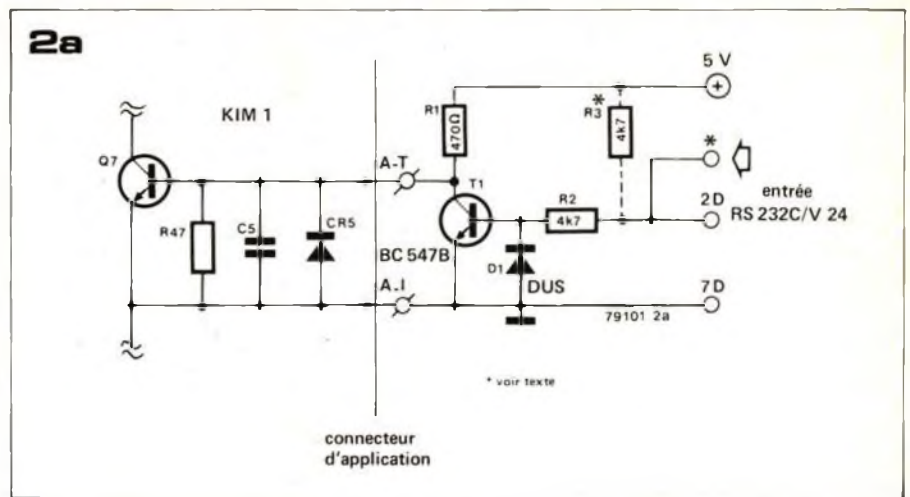 2a
KIM 1
Q7
R47
C5
CR5
A-T
A.I
R1
470Ω
T1
BC 547B
D1
DUS
R2
4k7
R3
*
4k7
5 V
+
*
entrée
RS 232C/V 24
2D
7D
79101 2a
* voir texte
connecteur
d'application